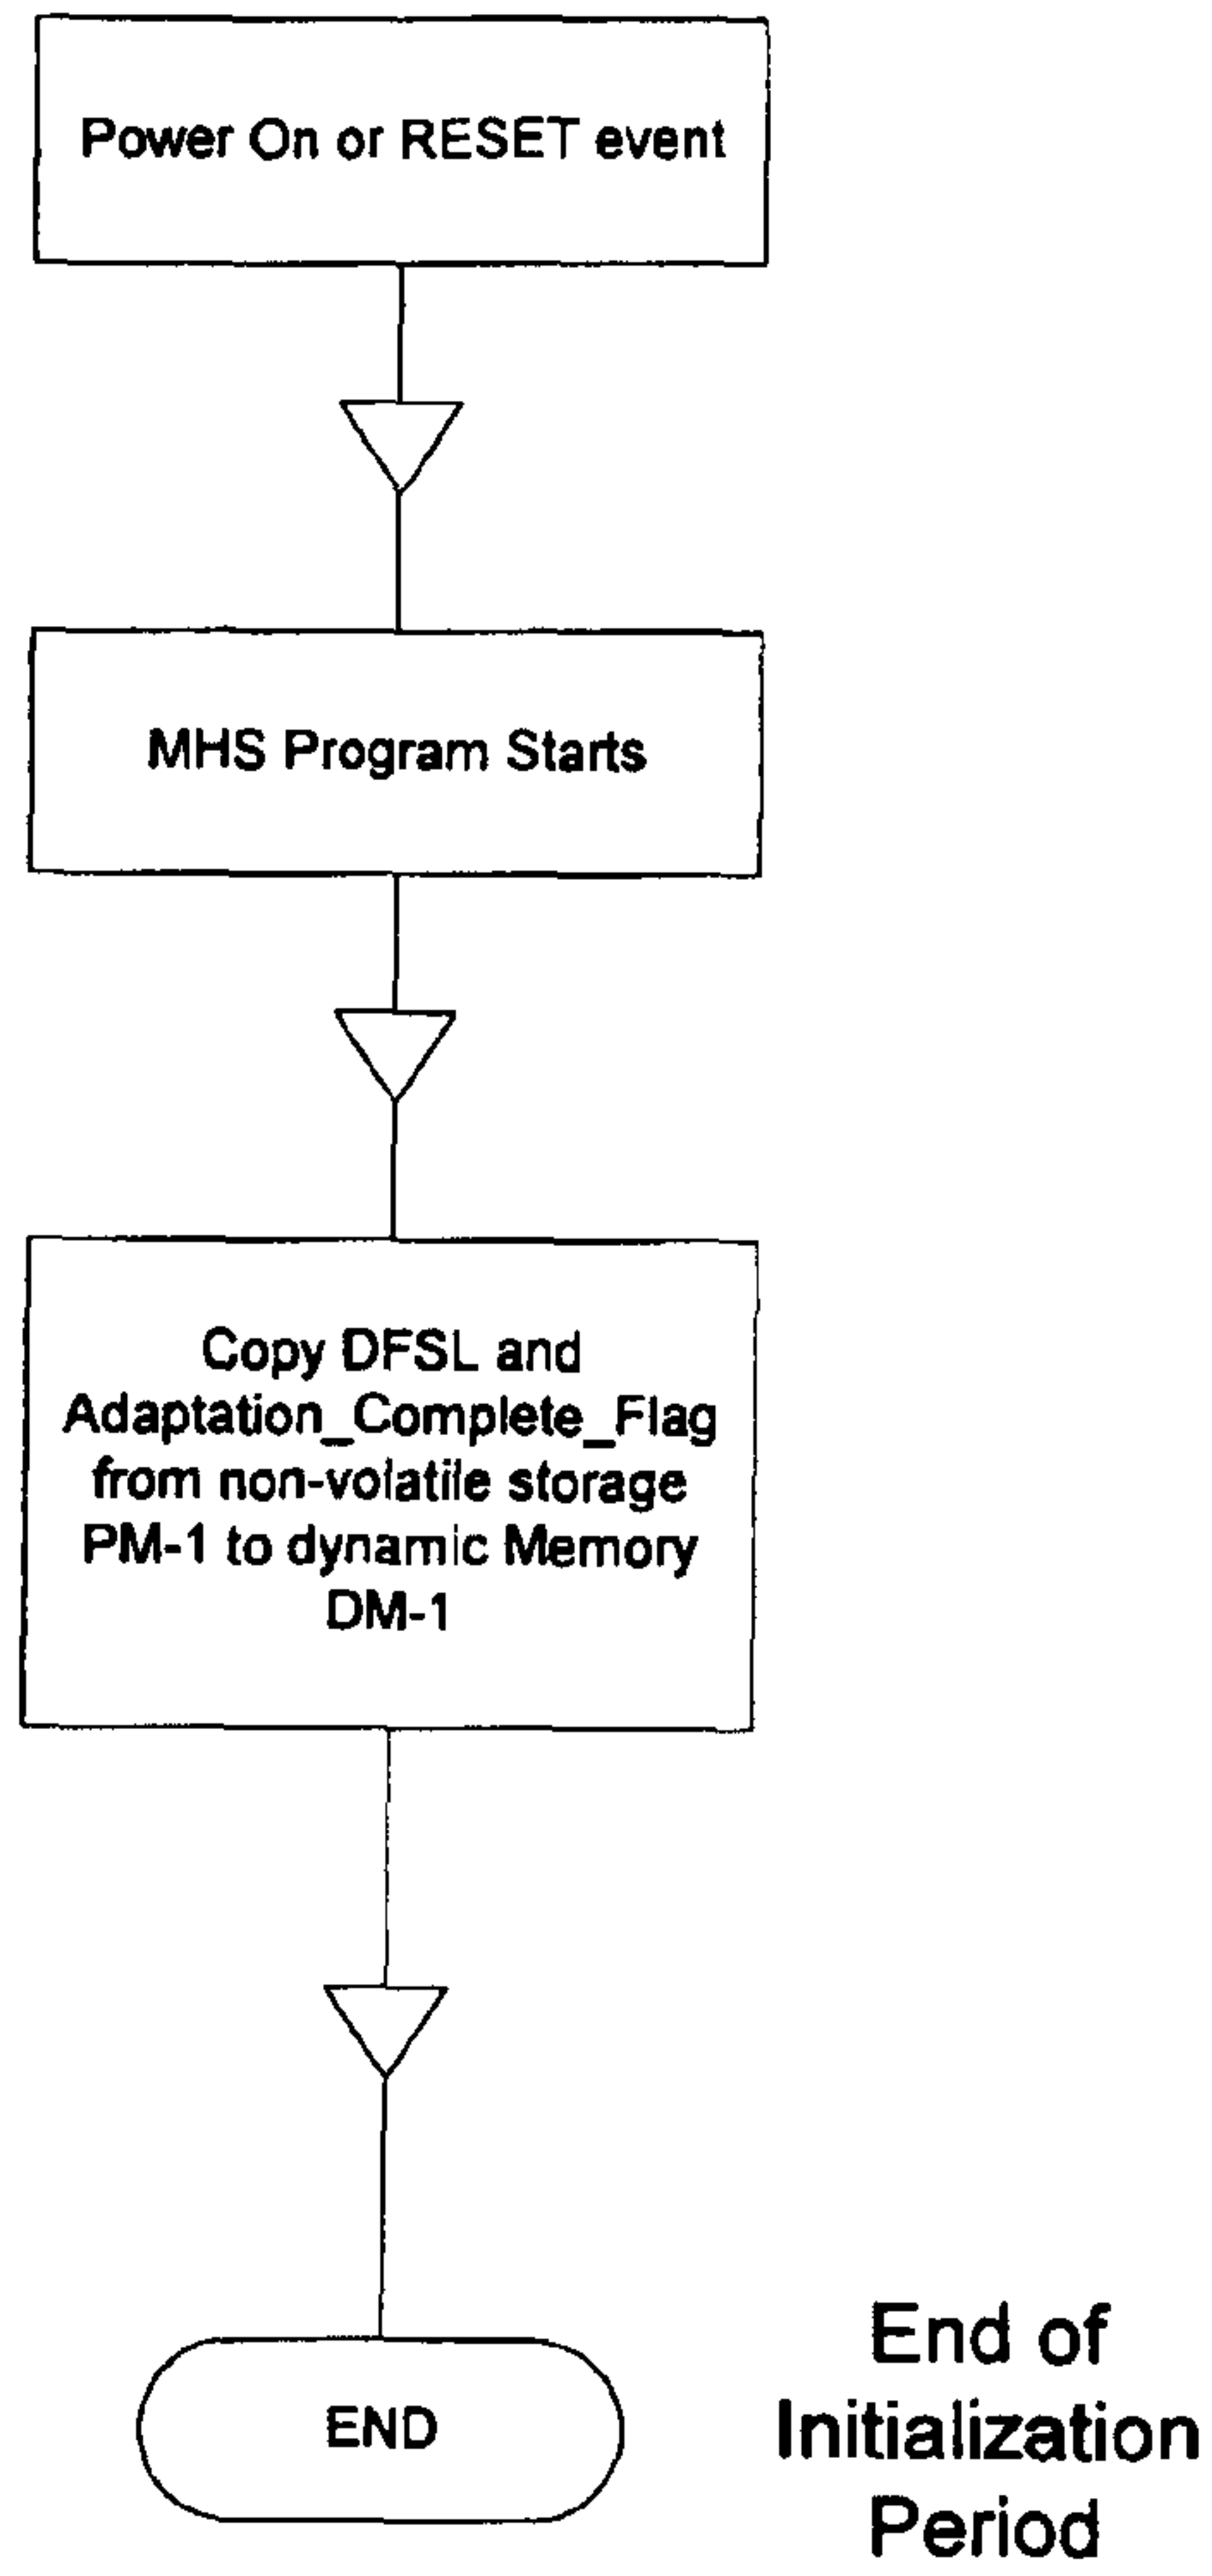 Power On or RESET event
MHS Program Starts
Copy DFSL and
Adaptation_Complete_Flag
from non-volatile storage
PM-1 to dynamic Memory
DM-1
END
End of
Initialization
Period